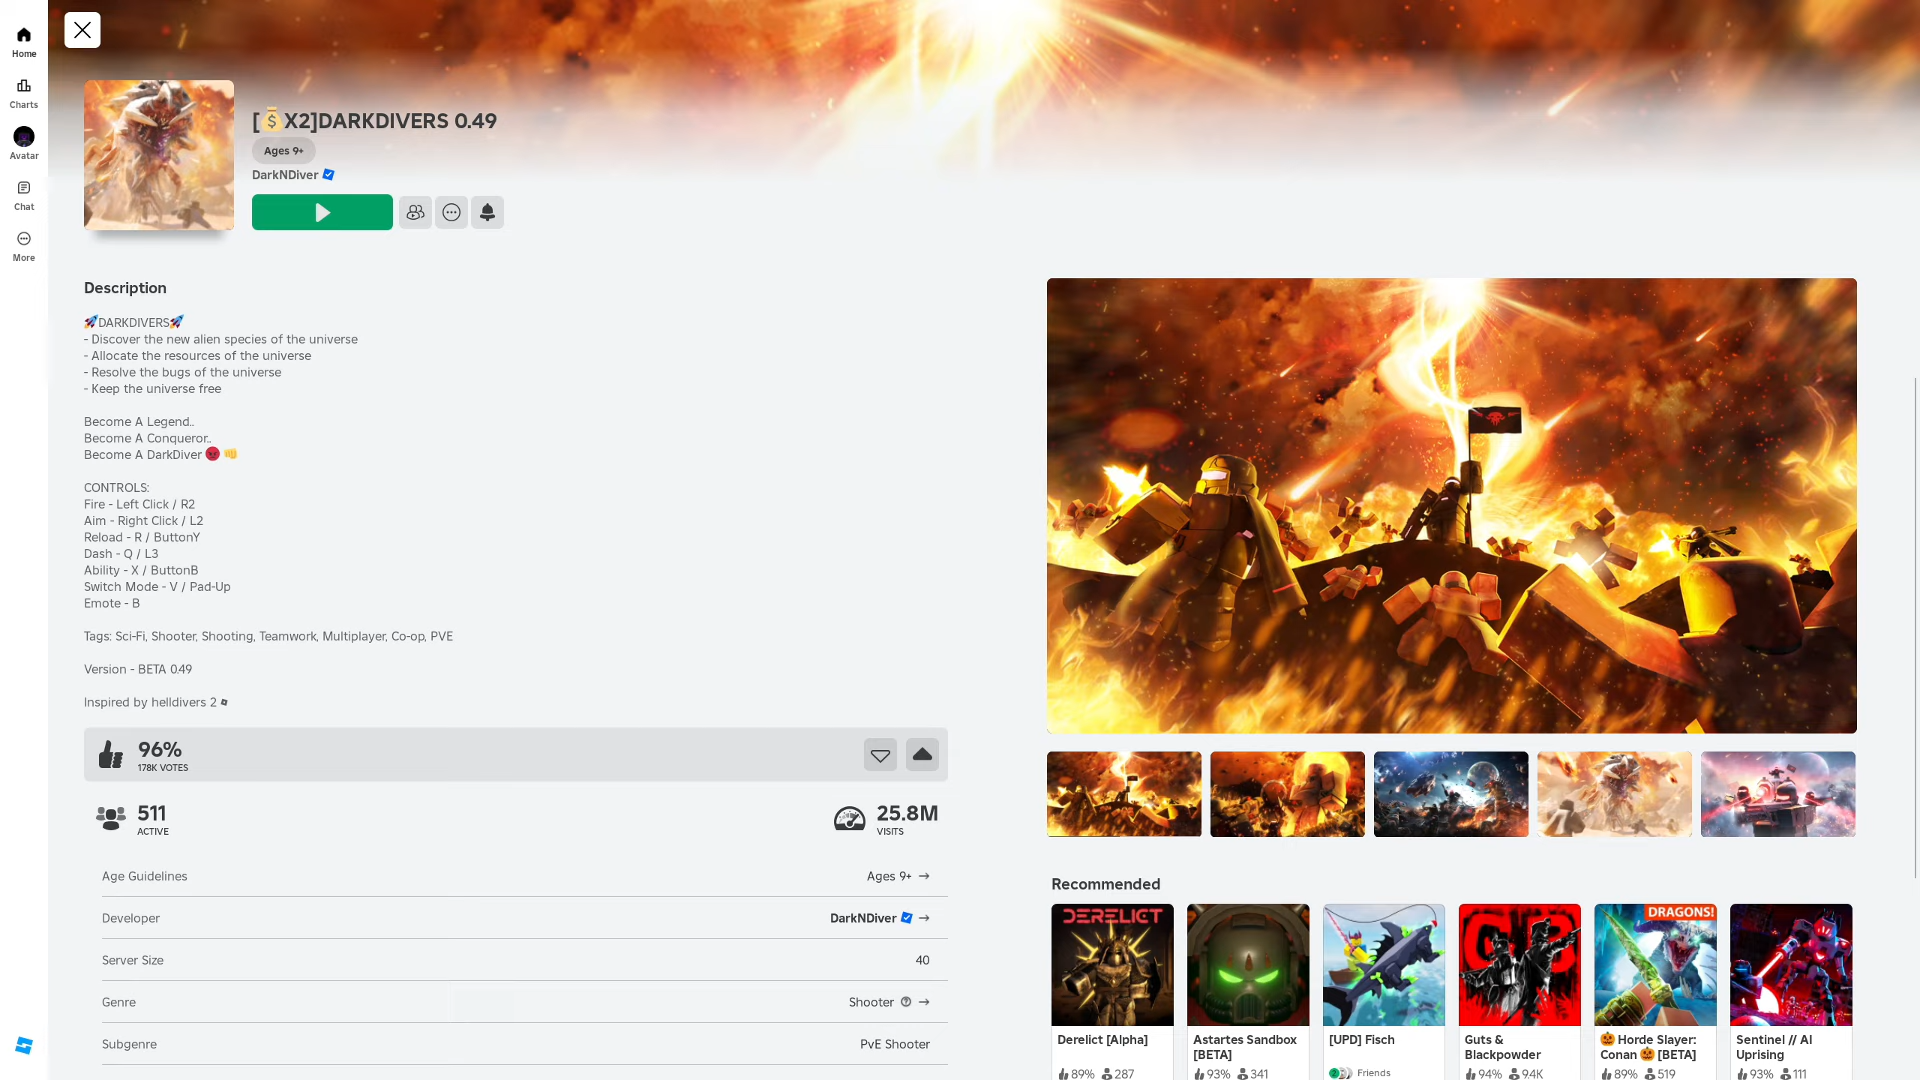 Home
Charts
Avatar
Chat
More
[💰X2]DARKDIVERS 0.49
Ages 9+
DarkNDiver
Description
🚀DARKDIVERS🚀
- Discover the new alien species of the universe
- Allocate the resources of the universe
- Resolve the bugs of the universe
- Keep the universe free
Become A Legend..
Become A Conqueror..
Become A DarkDiver 😡 👊
CONTROLS:
Fire - Left Click / R2
Aim - Right Click / L2
Reload - R / ButtonY
Dash - Q / L3
Ability - X / ButtonB
Switch Mode - V / Pad-Up
Emote - B
Tags: Sci-Fi, Shooter, Shooting, Teamwork, Multiplayer, Co-op, PVE
Version - BETA 0.49
Inspired by helldivers 2
96%
178K VOTES
511
ACTIVE
25.8M
VISITS
Age Guidelines
Ages 9+
Developer
DarkNDiver
Server Size
40
Genre
Shooter
Subgenre
PvE Shooter
Recommended
DERELICT
Derelict [Alpha]
89% 287
Astartes Sandbox
[BETA]
93% 341
[UPD] Fisch
Friends
G&B
Guts &
Blackpowder
94% 9.4K
DRAGONS!
🎃 Horde Slayer:
Conan 🎃 [BETA]
89% 519
Sentinel // AI
Uprising
93% 111